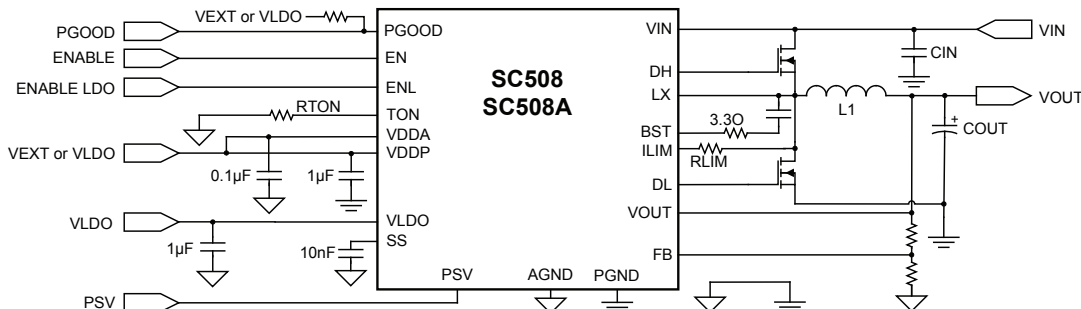 VEXT or VLDO
PGOOD
PGOOD
VIN
VIN
ENABLE
EN
CIN
SC508
SC508A
DH
ENABLE LDO
ENL
LX
VOUT
RTON
TON
L1
+
COUT
VDDA
BST
3.3O
VEXT or VLDO
VDDP
ILIM
RLIM
0.1µF
1µF
DL
VLDO
VLDO
VOUT
1µF
SS
10nF
FB
PSV
AGND
PGND
PSV